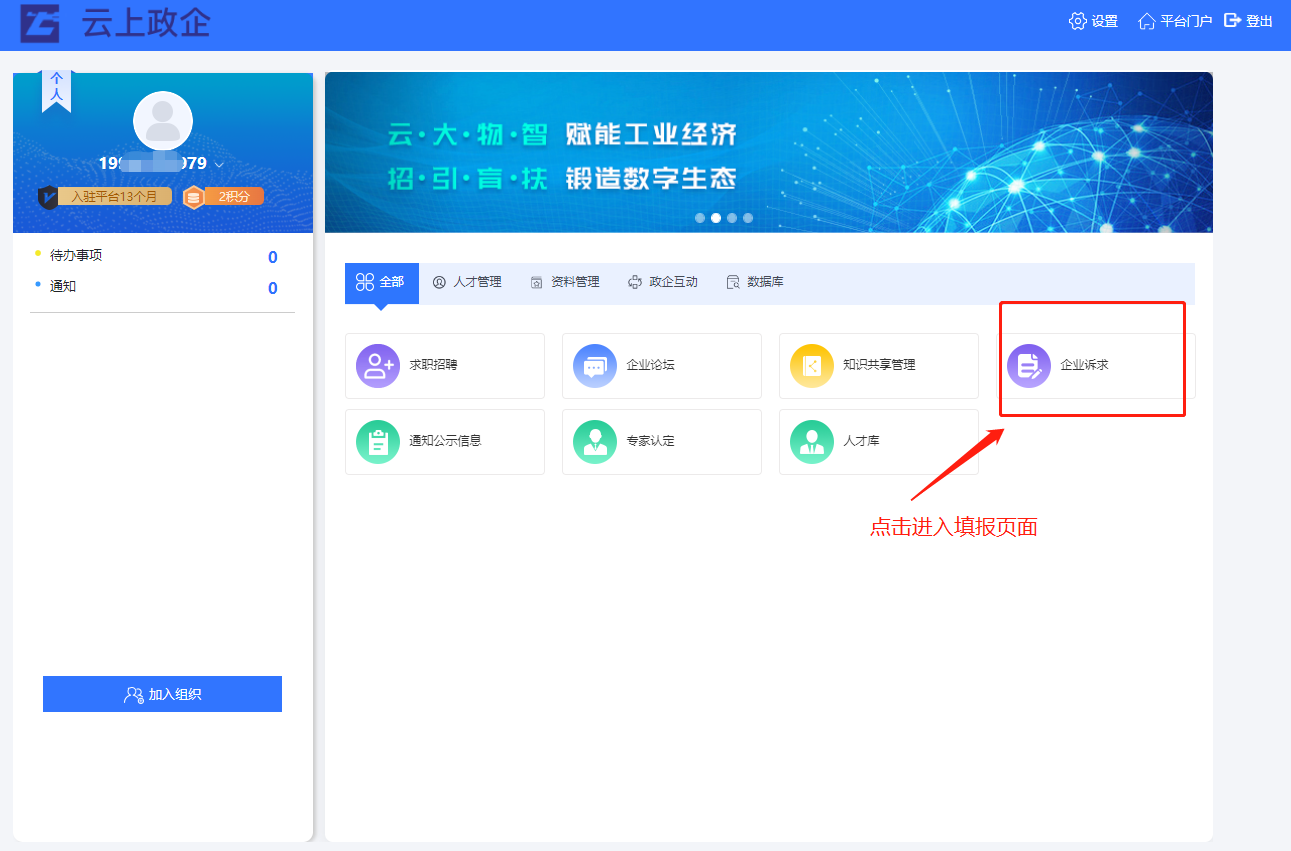 云上政企
设置
平台门户
登出
个人
199
979
入驻平台13个月
2积分
待办事项
0
通知
0
加入组织
云·大·物·智 赋能工业经济
招·引·育·扶 锻造数字生态
全部
人才管理
资料管理
政企互动
数据库
求职招聘
企业论坛
知识共享管理
企业诉求
通知公示信息
专家认定
人才库
点击进入填报页面